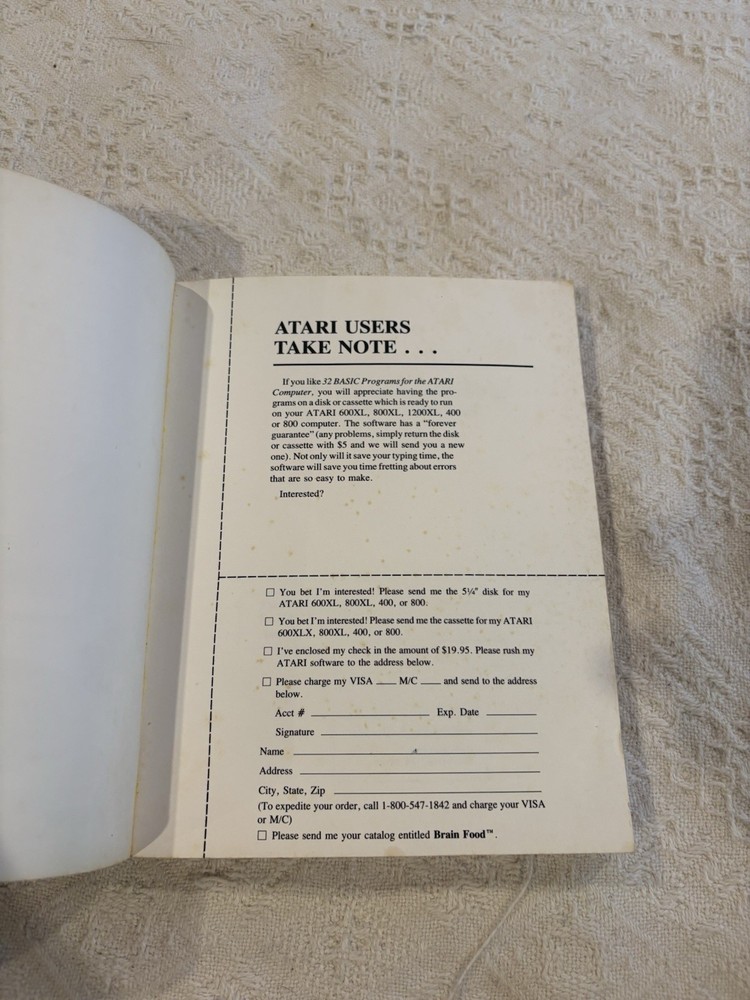 ATARI USERS
TAKE NOTE . . .
If you like 32 BASIC Programs for the ATARI
Computer, you will appreciate having the pro-
grams on a disk or cassette which is ready to run
on your ATARI 600XL, 800XL, 1200XL, 400
or 800 computer. The software has a “forever
guarantee” (any problems, simply return the disk
or cassette with $5 and we will send you a new
one). Not only will it save your typing time, the
software will save you time fretting about errors
that are so easy to make.
Interested?
☐ You bet I’m interested! Please send me the 5¼" disk for my
ATARI 600XL, 800XL, 400, or 800.
☐ You bet I’m interested! Please send me the cassette for my ATARI
600XLX, 800XL, 400, or 800.
☐ I’ve enclosed my check in the amount of $19.95. Please rush my
ATARI software to the address below.
☐ Please charge my VISA ____ M/C ____ and send to the address
below.
Acct # ____________ Exp. Date ______
Signature ____________
Name ____________
Address ____________
City, State, Zip ____________
(To expedite your order, call 1-800-547-1842 and charge your VISA
or M/C)
☐ Please send me your catalog entitled Brain Food™.